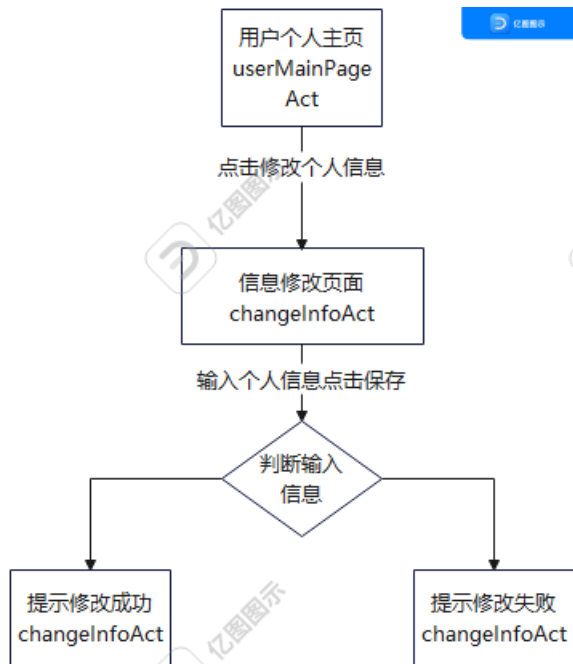 用户个人主页
userMainPage
Act
亿图图示
点击修改个人信息
亿图图示
信息修改页面
changeInfoAct
输入个人信息点击保存
判断输入
信息
提示修改成功
changeInfoAct
提示修改失败
changeInfoAct
亿图图示